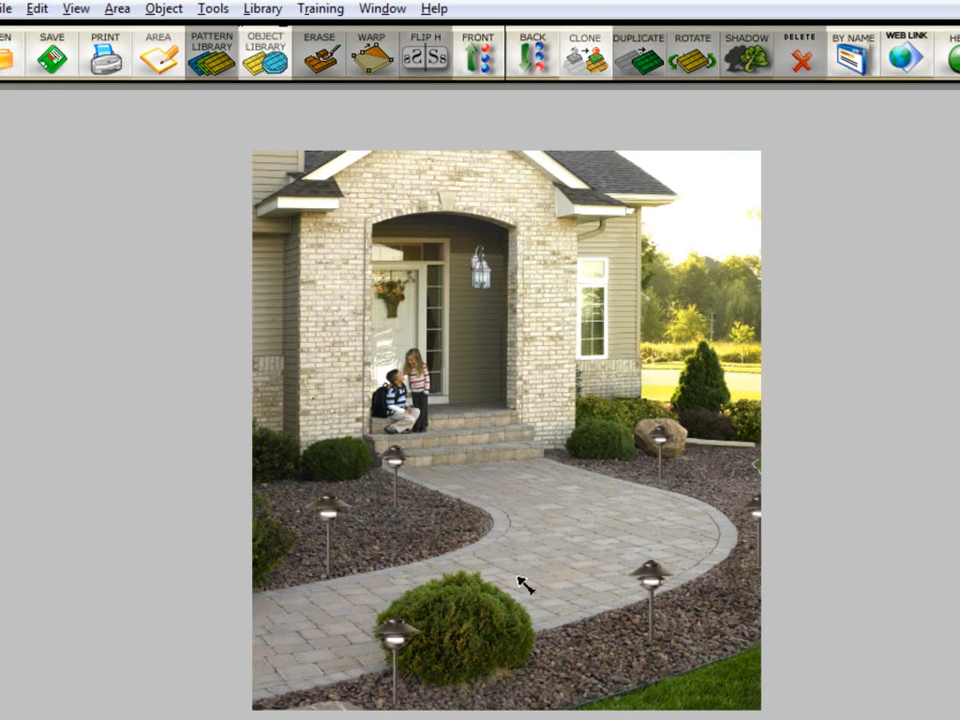 ile Edit View Area Object Tools Library Training Window Help
EN SAVE PRINT AREA PATTERN LIBRARY OBJECT LIBRARY ERASE WARP FLIP H FRONT BACK CLONE DUPLICATE ROTATE SHADOW DELETE BY NAME WEB LINK HE